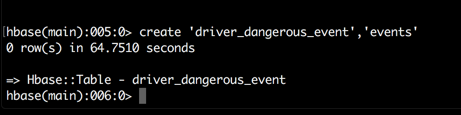 [hbase(main):005:0> create 'driver_dangerous_event','events'
0 row(s) in 64.7510 seconds
=> Hbase::Table - driver_dangerous_event
hbase(main):006:0>